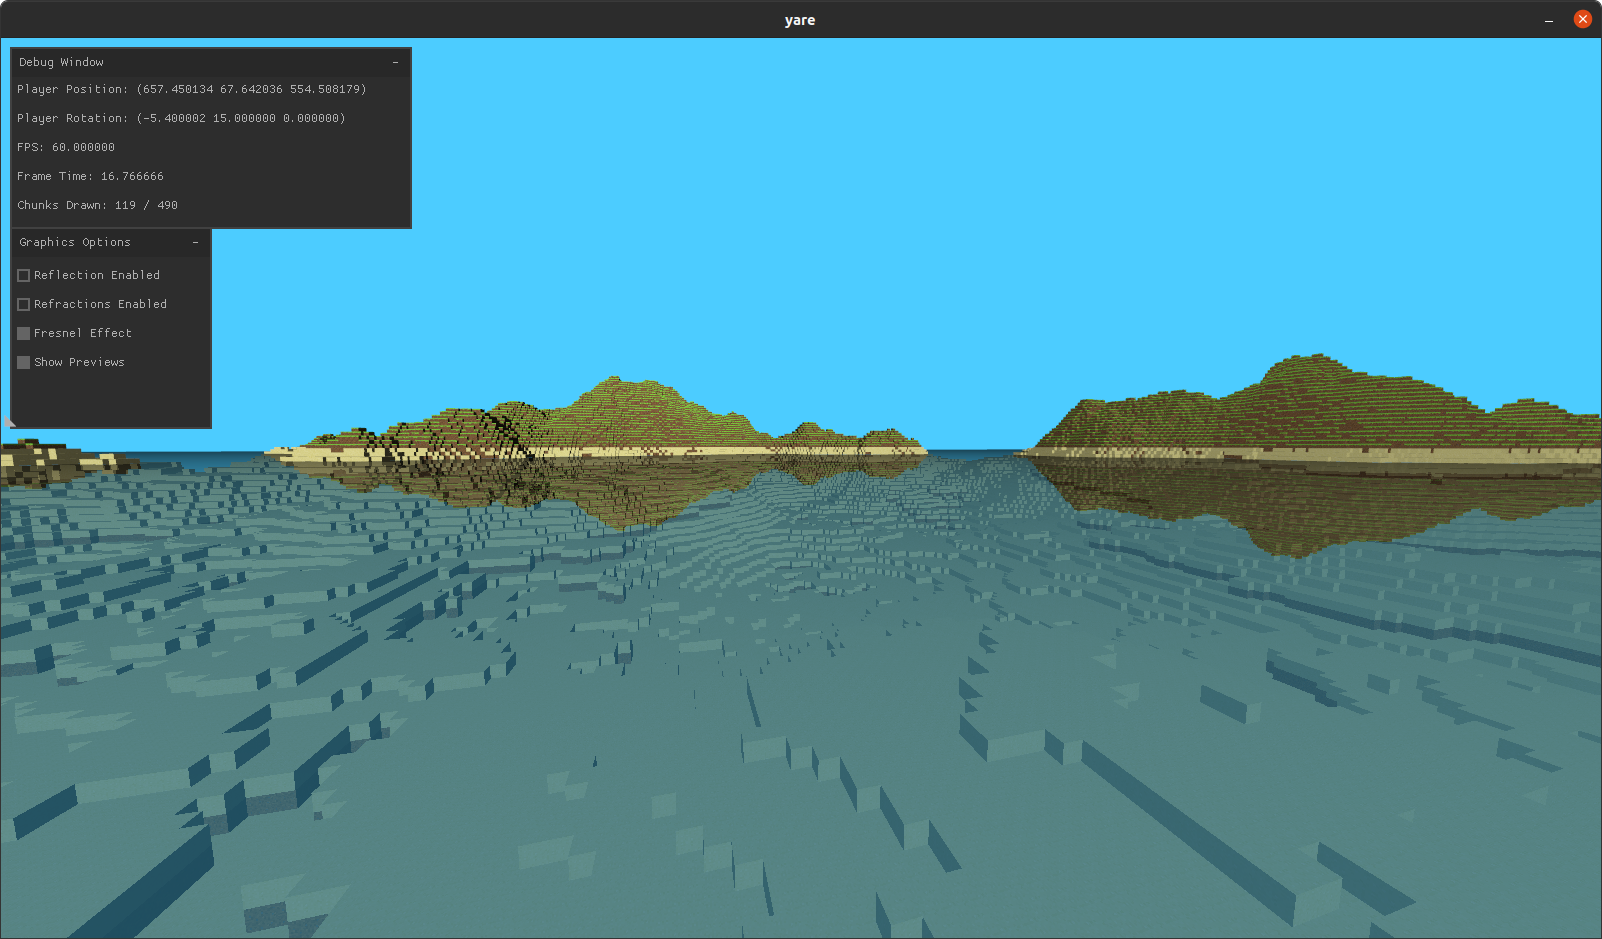 yare
Debug Window
Player Position: (657.450134 67.642036 554.508179)
Player Rotation: (-5.400002 15.000000 0.000000)
FPS: 60.000000
Frame Time: 16.766666
Chunks Drawn: 119 / 490
Graphics Options
Reflection Enabled
Refractions Enabled
Fresnel Effect
Show Previews